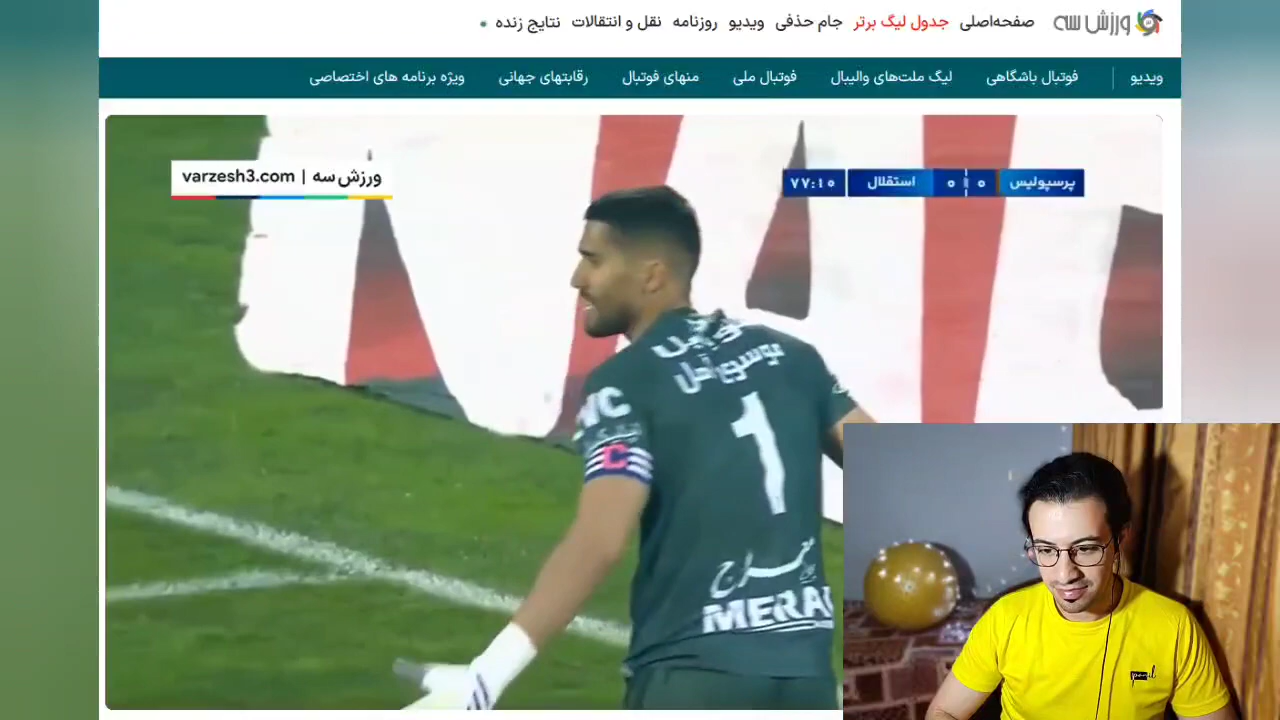 ورزش سه
صفحه‌اصلی جدول لیگ برتر جام حذفی ویدیو روزنامه نقل و انتقالات نتایج زنده
ویدیو فوتبال باشگاهی لیگ ملت‌های والیبال فوتبال ملی منهای فوتبال رقابتهای جهانی ویژه برنامه های اختصاصی
ورزش سه | varzesh3.com
پرسپولیس ۰ ۰ استقلال ۷۷:۱۰
1
C
معراج
MERA